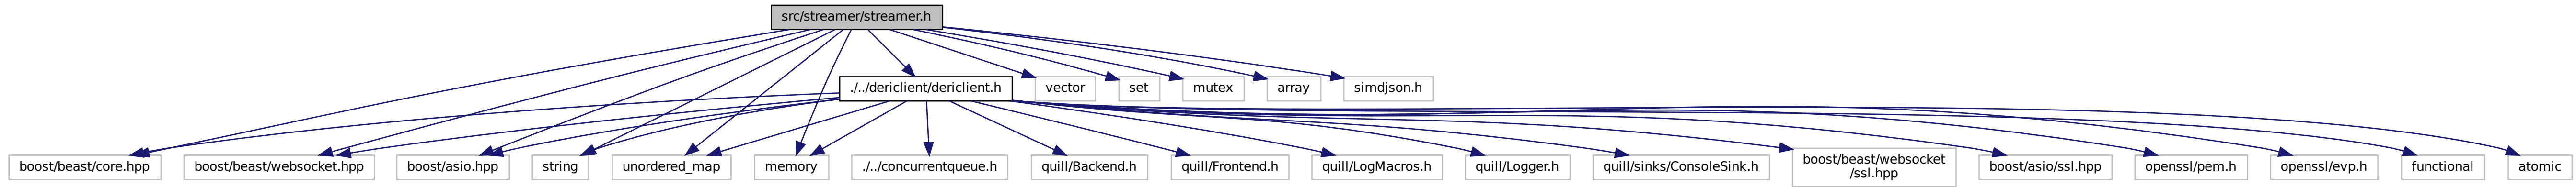 src/streamer/streamer.h
./../dericlient/dericlient.h
vector
set
mutex
array
simdjson.h
boost/beast/core.hpp
boost/beast/websocket.hpp
boost/asio.hpp
string
unordered_map
memory
./../concurrentqueue.h
quill/Backend.h
quill/Frontend.h
quill/LogMacros.h
quill/Logger.h
quill/sinks/ConsoleSink.h
boost/beast/websocket
/ssl.hpp
boost/asio/ssl.hpp
openssl/pem.h
openssl/evp.h
functional
atomic